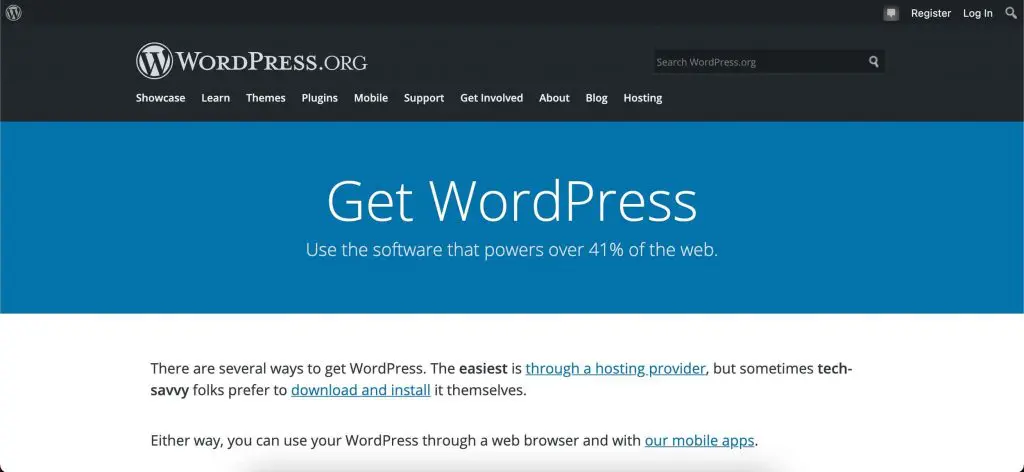 Register Log In
WORDPRESS.ORG
Search WordPress.org
Showcase Learn Themes Plugins Mobile Support Get Involved About Blog Hosting
Get WordPress
Use the software that powers over 41% of the web.
There are several ways to get WordPress. The easiest is through a hosting provider, but sometimes tech-
savvy folks prefer to download and install it themselves.
Either way, you can use your WordPress through a web browser and with our mobile apps.